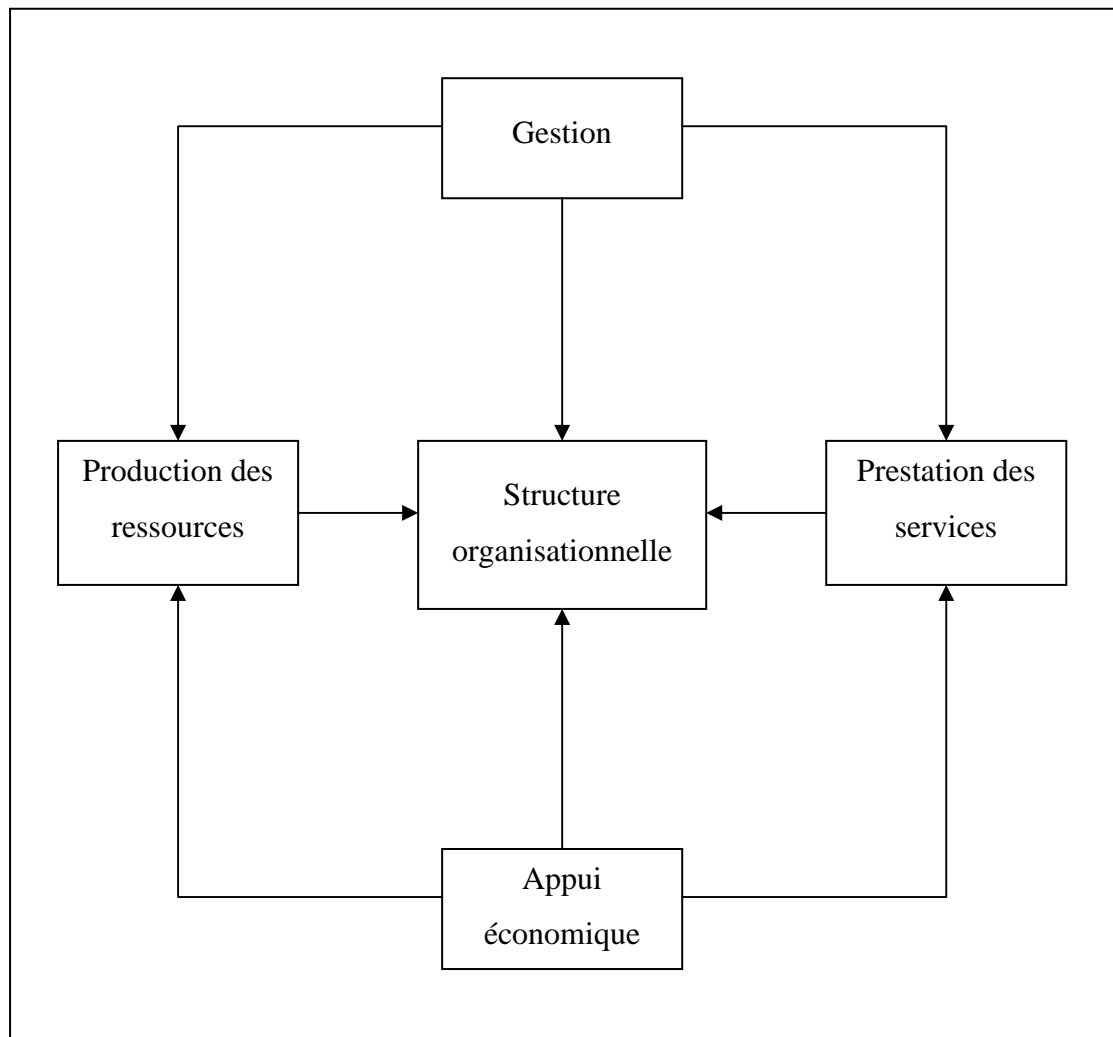 Gestion
Production des
ressources
Structure
organisationnelle
Prestation des
services
Appui
économique